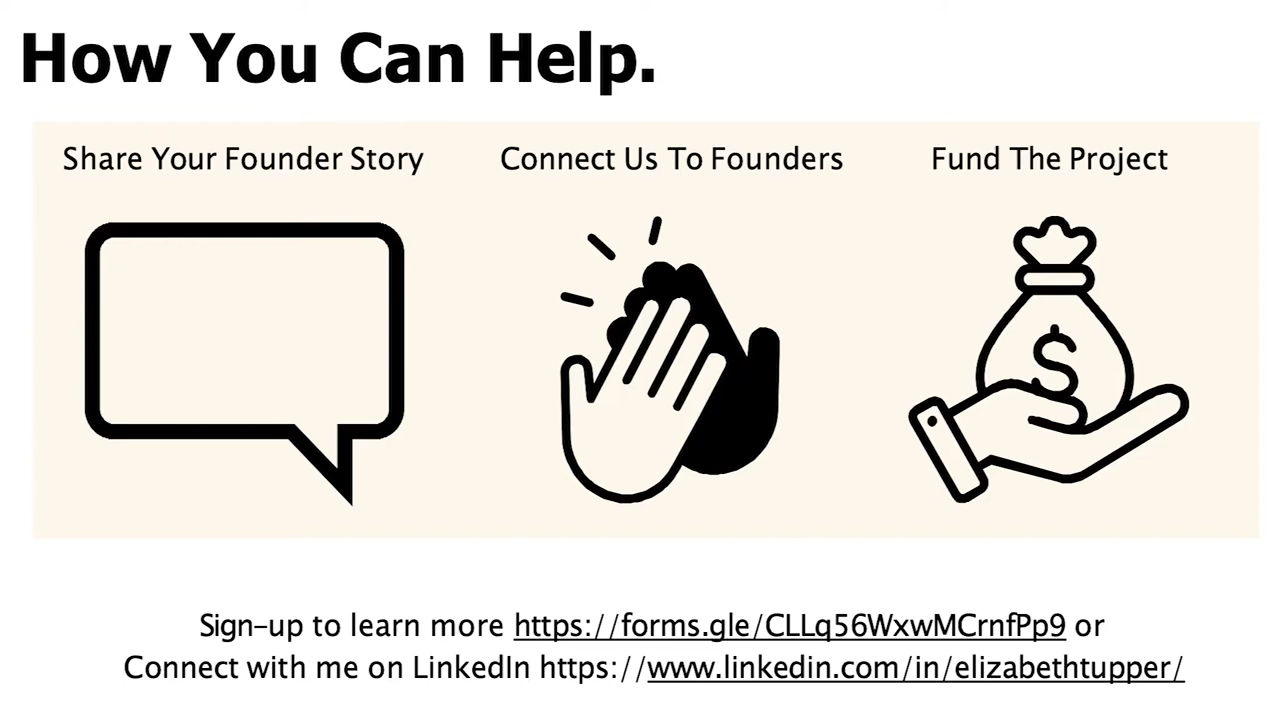 How You Can Help.
Share Your Founder Story
Connect Us To Founders
Fund The Project
$
Sign-up to learn more https://forms.gle/CLLq56WxwMCrnfPp9 or
Connect with me on LinkedIn https://www.linkedin.com/in/elizabethtupper/